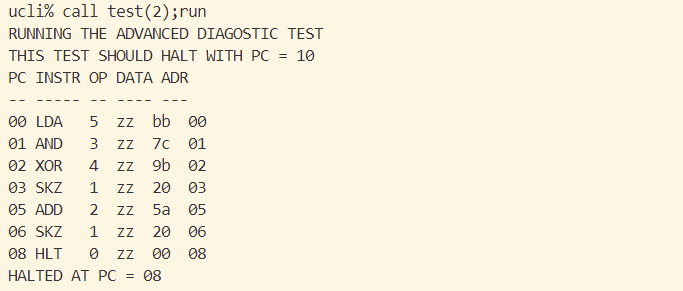 ucli% call test(2);run
RUNNING THE ADVANCED DIAGOSTIC TEST
THIS TEST SHOULD HALT WITH PC = 10
PC INSTR OP DATA ADR
-- ----- -- ---- ---
00 LDA   5  zz  bb  00
01 AND   3  zz  7c  01
02 XOR   4  zz  9b  02
03 SKZ   1  zz  20  03
05 ADD   2  zz  5a  05
06 SKZ   1  zz  20  06
08 HLT   0  zz  00  08
HALTED AT PC = 08